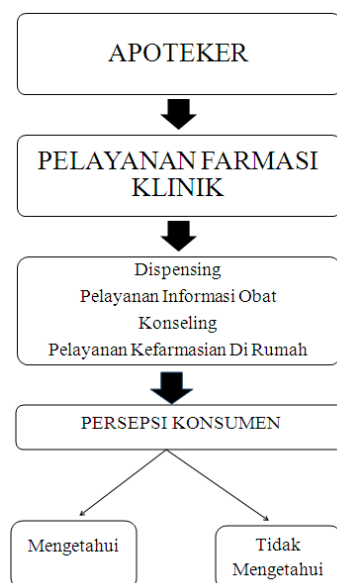 APOTEKER
PELAYANAN FARMASI
KLINIK
Dispensing
Pelayanan Informasi Obat
Konseling
Pelayanan Kefarmasian Di Rumah
PERSEPSI KONSUMEN
Mengetahui
Tidak
Mengetahui